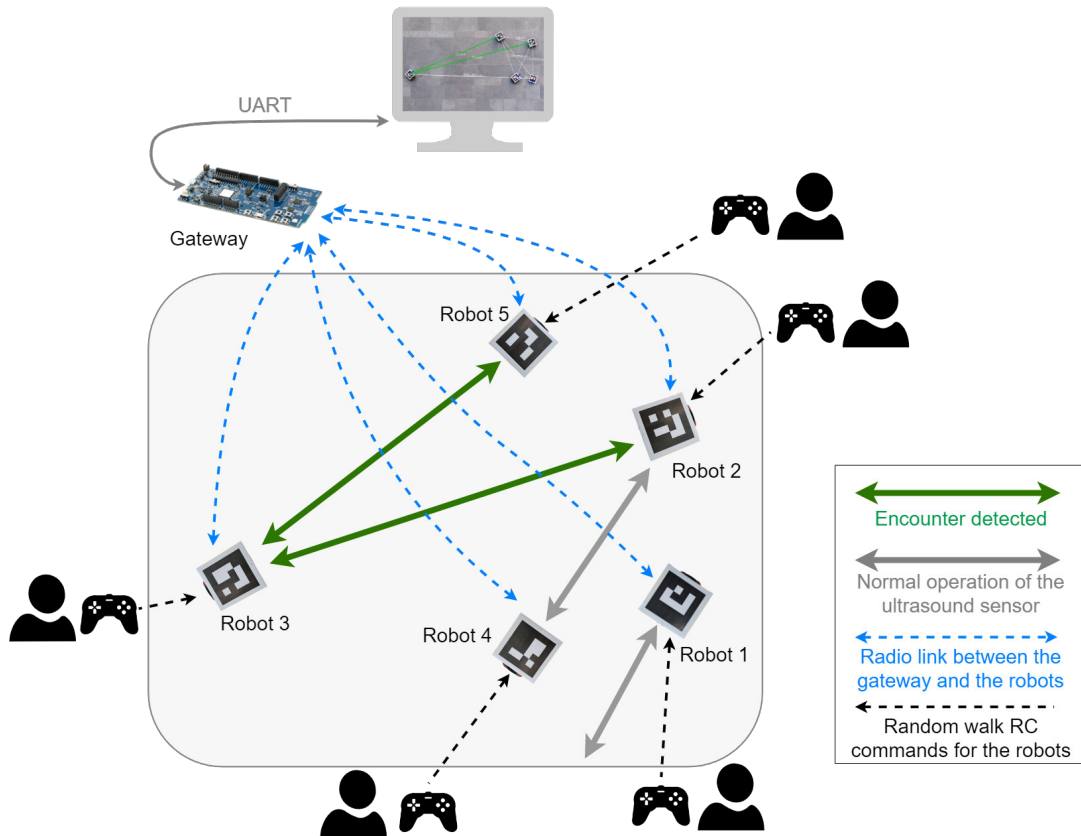 UART
Gateway
Robot 5
Robot 2
Robot 3
Robot 4
Robot 1
Encounter detected
Normal operation of the
ultrasound sensor
Radio link between the
gateway and the robots
Random walk RC
commands for the robots